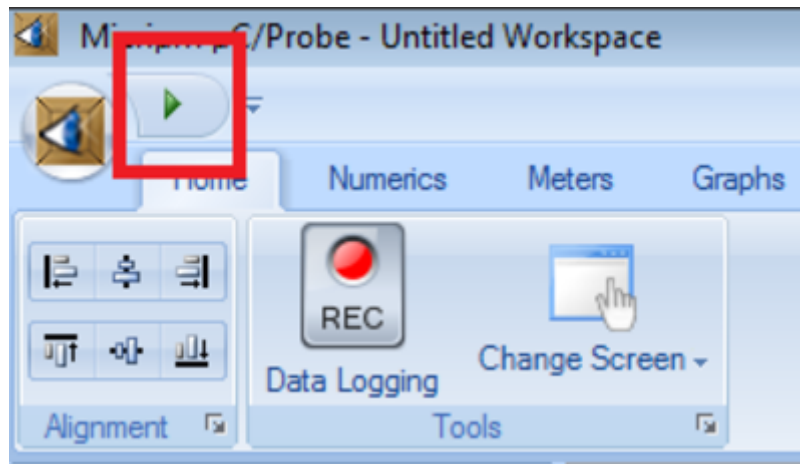 /Probe - Untitled Workspace
Home Numerics Meters Graphs
REC
Data Logging
Change Screen
Alignment Tools